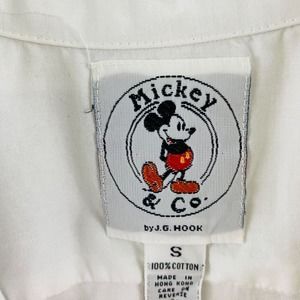 Mickey
& Co.
by J.G. HOOK
S
100% COTTON
MADE IN
HONG KONG
CARE ON
REVERSE